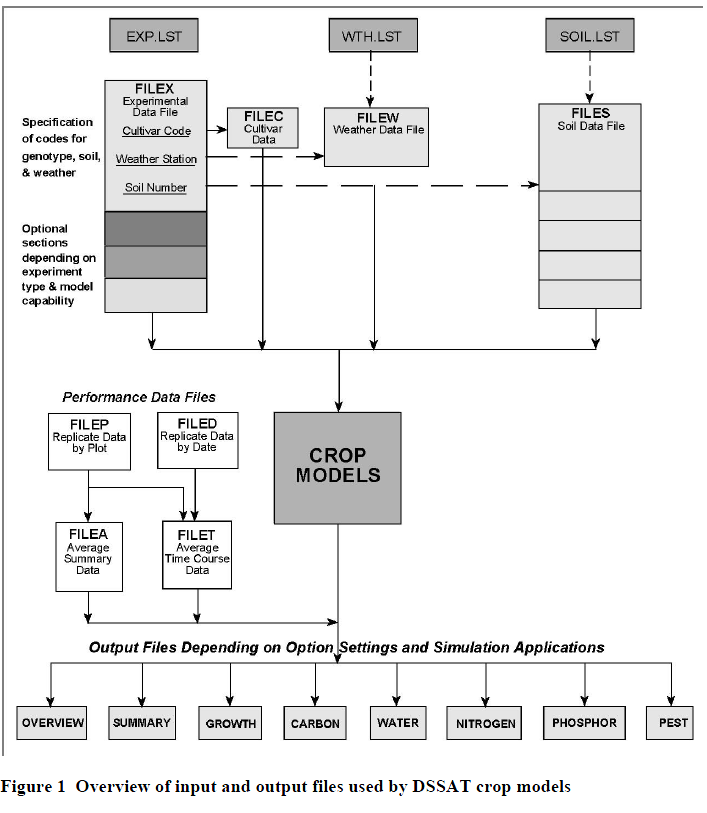 EXP.LST
WTH.LST
SOIL.LST
Specification
of codes for
genotype, soil,
& weather
FILEX
Experimental
Data File
Cultivar Code
Weather Station
Soil Number
FILEC
Cultivar
Data
FILEW
Weather Data File
FILES
Soil Data File
Optional
sections
depending on
experiment
type & model
capability
Performance Data Files
FILEP
Replicate Data
by Plot
FILED
Replicate Data
by Date
CROP
MODELS
FILEA
Average
Summary
Data
FILET
Average
Time Course
Data
Output Files Depending on Option Settings and Simulation Applications
OVERVIEW
SUMMARY
GROWTH
CARBON
WATER
NITROGEN
PHOSPHOR
PEST
Figure 1 Overview of input and output files used by DSSAT crop models